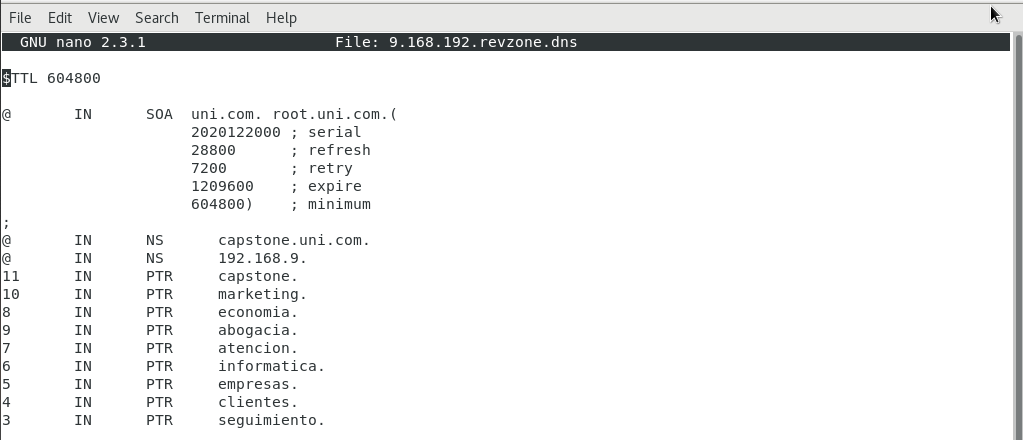 File Edit View Search Terminal Help
GNU nano 2.3.1 File: 9.168.192.revzone.dns
$TTL 604800
@ IN SOA uni.com. root.uni.com.(
2020122000 ; serial
28800 ; refresh
7200 ; retry
1209600 ; expire
604800) ; minimum
;
@ IN NS capstone.uni.com.
@ IN NS 192.168.9.
11 IN PTR capstone.
10 IN PTR marketing.
8 IN PTR economia.
9 IN PTR abogacia.
7 IN PTR atencion.
6 IN PTR informatica.
5 IN PTR empresas.
4 IN PTR clientes.
3 IN PTR seguimiento.